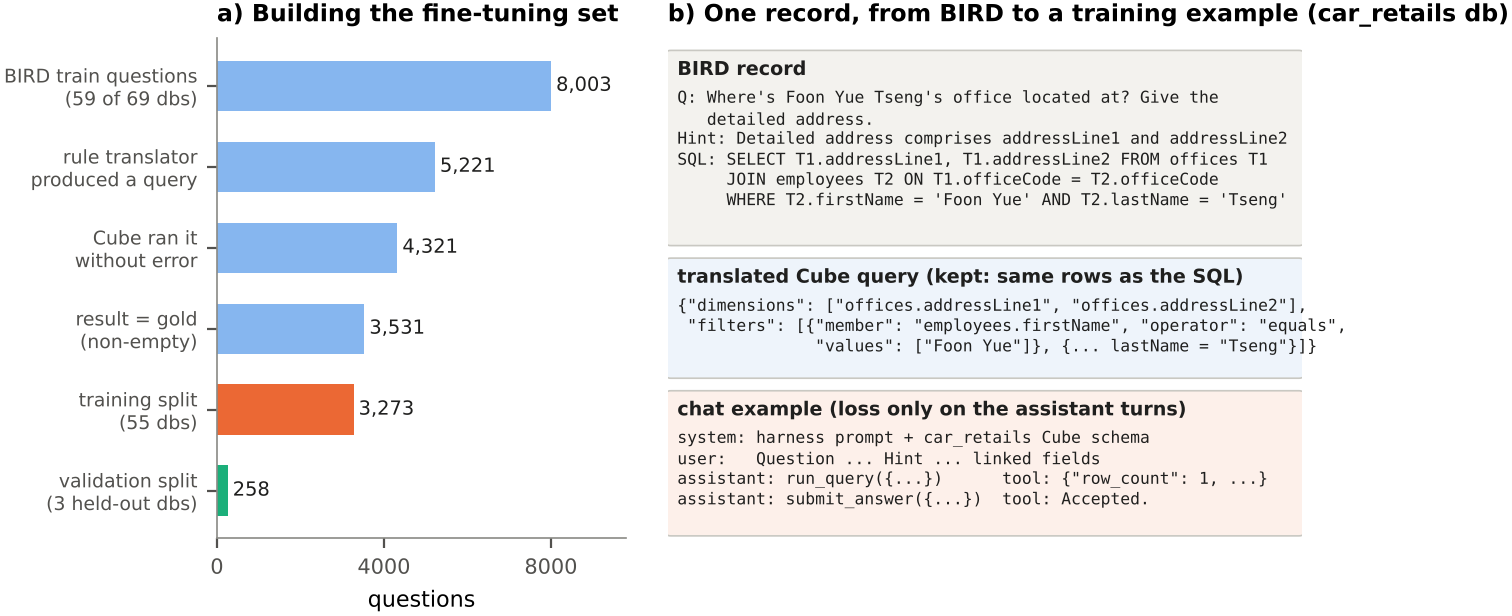 a) Building the fine-tuning set
BIRD train questions
(59 of 69 dbs)
8,003
rule translator
produced a query
5,221
Cube ran it
without error
4,321
result = gold
(non-empty)
3,531
training split
(55 dbs)
3,273
validation split
(3 held-out dbs)
258
0
4000
8000
questions
b) One record, from BIRD to a training example (car_retails db)
BIRD record
Q: Where's Foon Yue Tseng's office located at? Give the
detailed address.
Hint: Detailed address comprises addressLine1 and addressLine2
SQL: SELECT T1.addressLine1, T1.addressLine2 FROM offices T1
JOIN employees T2 ON T1.officeCode = T2.officeCode
WHERE T2.firstName = 'Foon Yue' AND T2.lastName = 'Tseng'
translated Cube query (kept: same rows as the SQL)
{"dimensions": ["offices.addressLine1", "offices.addressLine2"],
"filters": [{"member": "employees.firstName", "operator": "equals",
"values": ["Foon Yue"]}, {... lastName = "Tseng"}]}
chat example (loss only on the assistant turns)
system: harness prompt + car_retails Cube schema
user:   Question ... Hint ... linked fields
assistant: run_query({...})      tool: {"row_count": 1, ...}
assistant: submit_answer({...})  tool: Accepted.